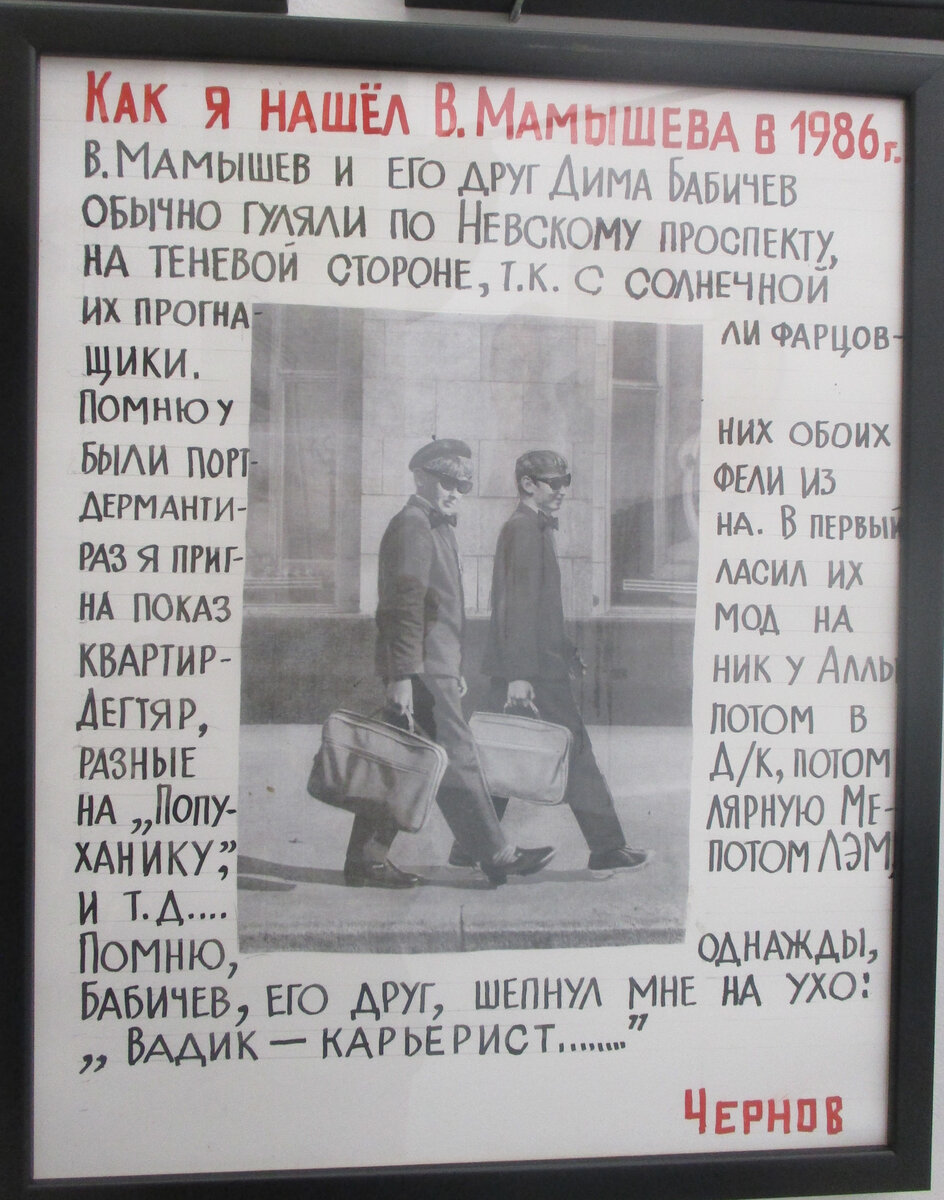 Как я нашёл В. Мамышева в 1986 г.
В. Мамышев и его друг Дима Бабичев
обычно гуляли по Невскому проспекту,
на теневой стороне, т.к. с солнечной
их прогна- ли фарцов-
щики.
Помню у них обоих
были порт- фели из
дерманти- на. В первый
раз я приг- ласил их
на показ мод на
квартир- ник у Аллы
Дегтяр, потом в
разные Д/К, потом
на „Попу- лярную Ме-
ханику”, потом ЛЭМ,
и т.д....
Помню, однажды,
Бабичев, его друг, шепнул мне на ухо:
„Вадик — карьерист........”
Чернов